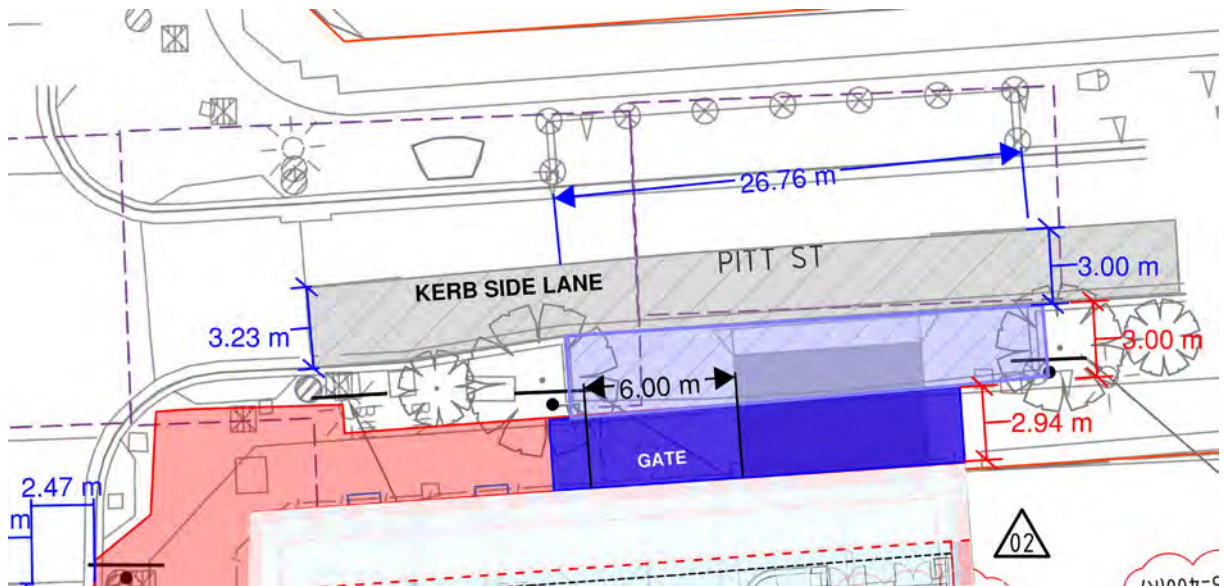 26.76 m
PITT ST
KERB SIDE LANE
3.00 m
3.23 m
3.00 m
6.00 m
2.94 m
GATE
2.47 m
m
02